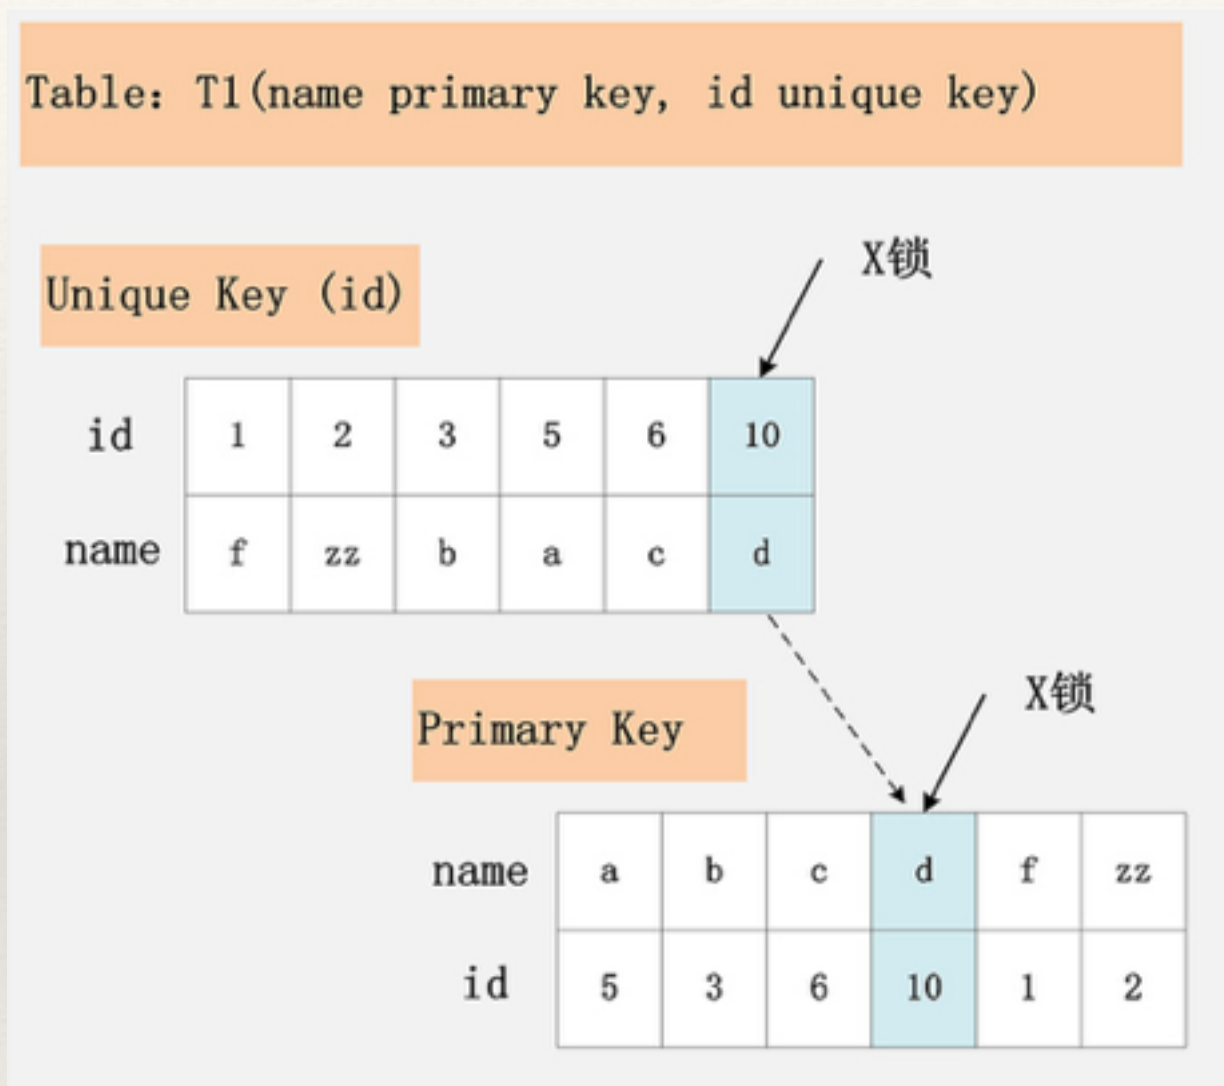 Table: T1(name primary key, id unique key)
X锁
Unique Key (id)
id 1 2 3 5 6 10
name f zz b a c d
X锁
Primary Key
name a b c d f zz
id 5 3 6 10 1 2